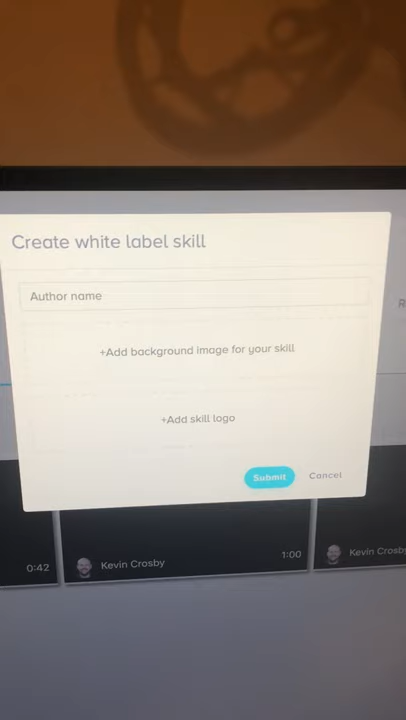 Create white label skill
R
Author name
+Add background image for your skill
+Add skill logo
Submit
Cancel
0:42
Kevin Crosby
1:00
Kevin Crosby